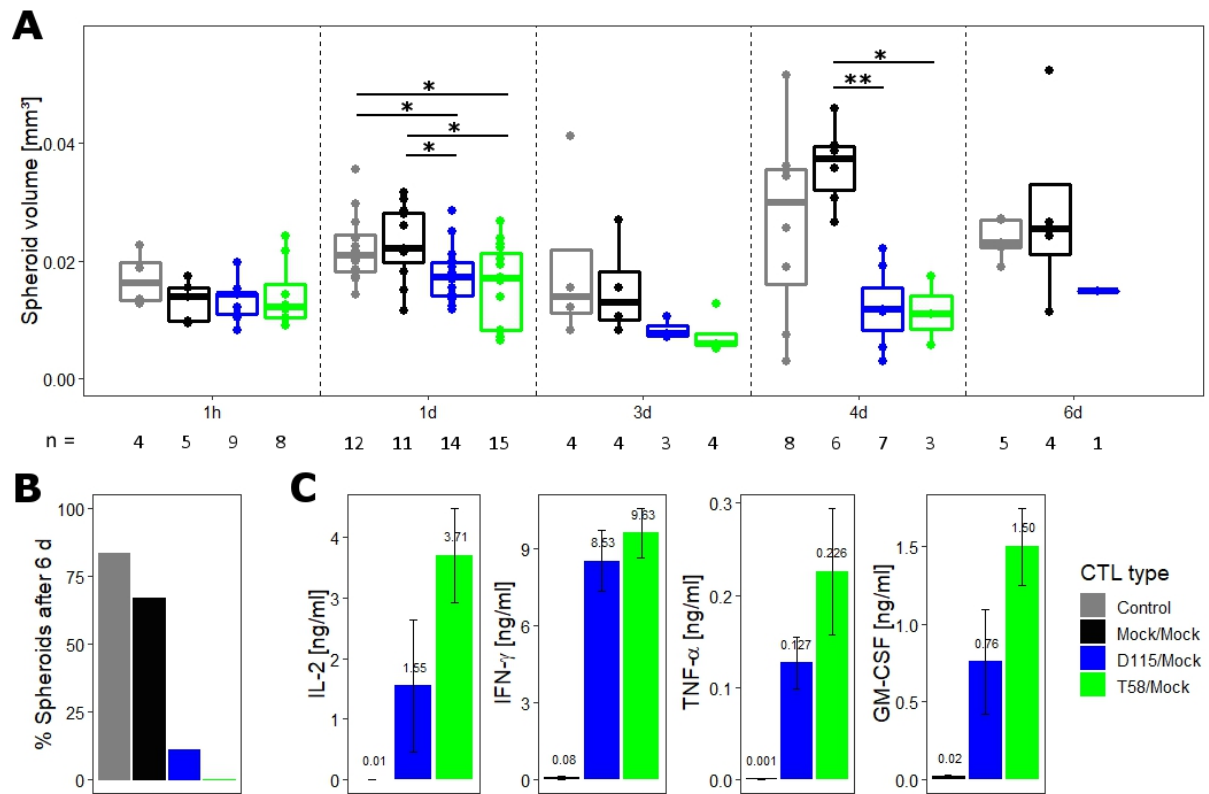 A
Spheroid volume [mm³]
0.04
0.02
0.00
*
*
*
*
*
**
1h 1d 3d 4d 6d
n = 4 5 9 8 12 11 14 15 4 4 3 4 8 6 7 3 5 4 1
B
% Spheroids after 6 d
100
75
50
25
0
C
IL-2 [ng/ml]
4
3
2
1
0
0.01
1.55
3.71
IFN-γ [ng/ml]
9
6
3
0
0.08
8.53
9.63
TNF-α [ng/ml]
0.3
0.2
0.1
0.0
0.001
0.127
0.226
GM-CSF [ng/ml]
1.5
1.0
0.5
0.0
0.02
0.76
1.50
CTL type
Control
Mock/Mock
D115/Mock
T58/Mock